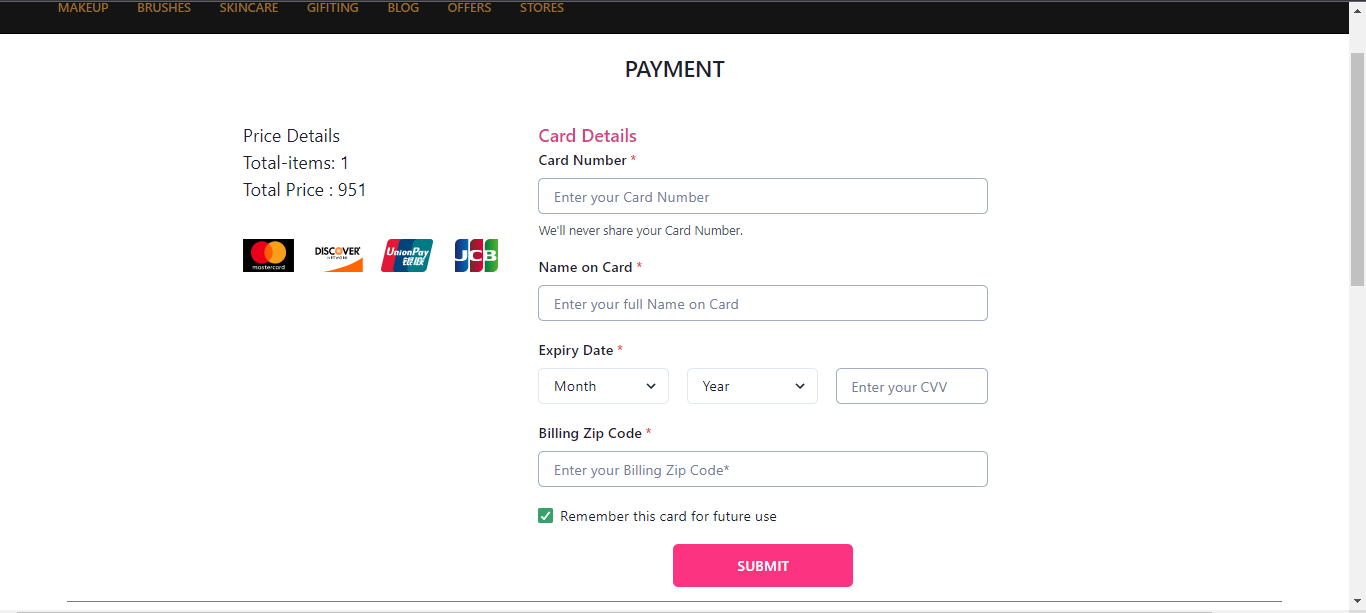 MAKEUP BRUSHES SKINCARE GIFITING BLOG OFFERS STORES
PAYMENT
Price Details
Total-items: 1
Total Price : 951
mastercard
DISCOVER
NETWORK
UnionPay
银联
JCB
Card Details
Card Number *
Enter your Card Number
We'll never share your Card Number.
Name on Card *
Enter your full Name on Card
Expiry Date *
Month Year Enter your CVV
Billing Zip Code *
Enter your Billing Zip Code*
Remember this card for future use
SUBMIT